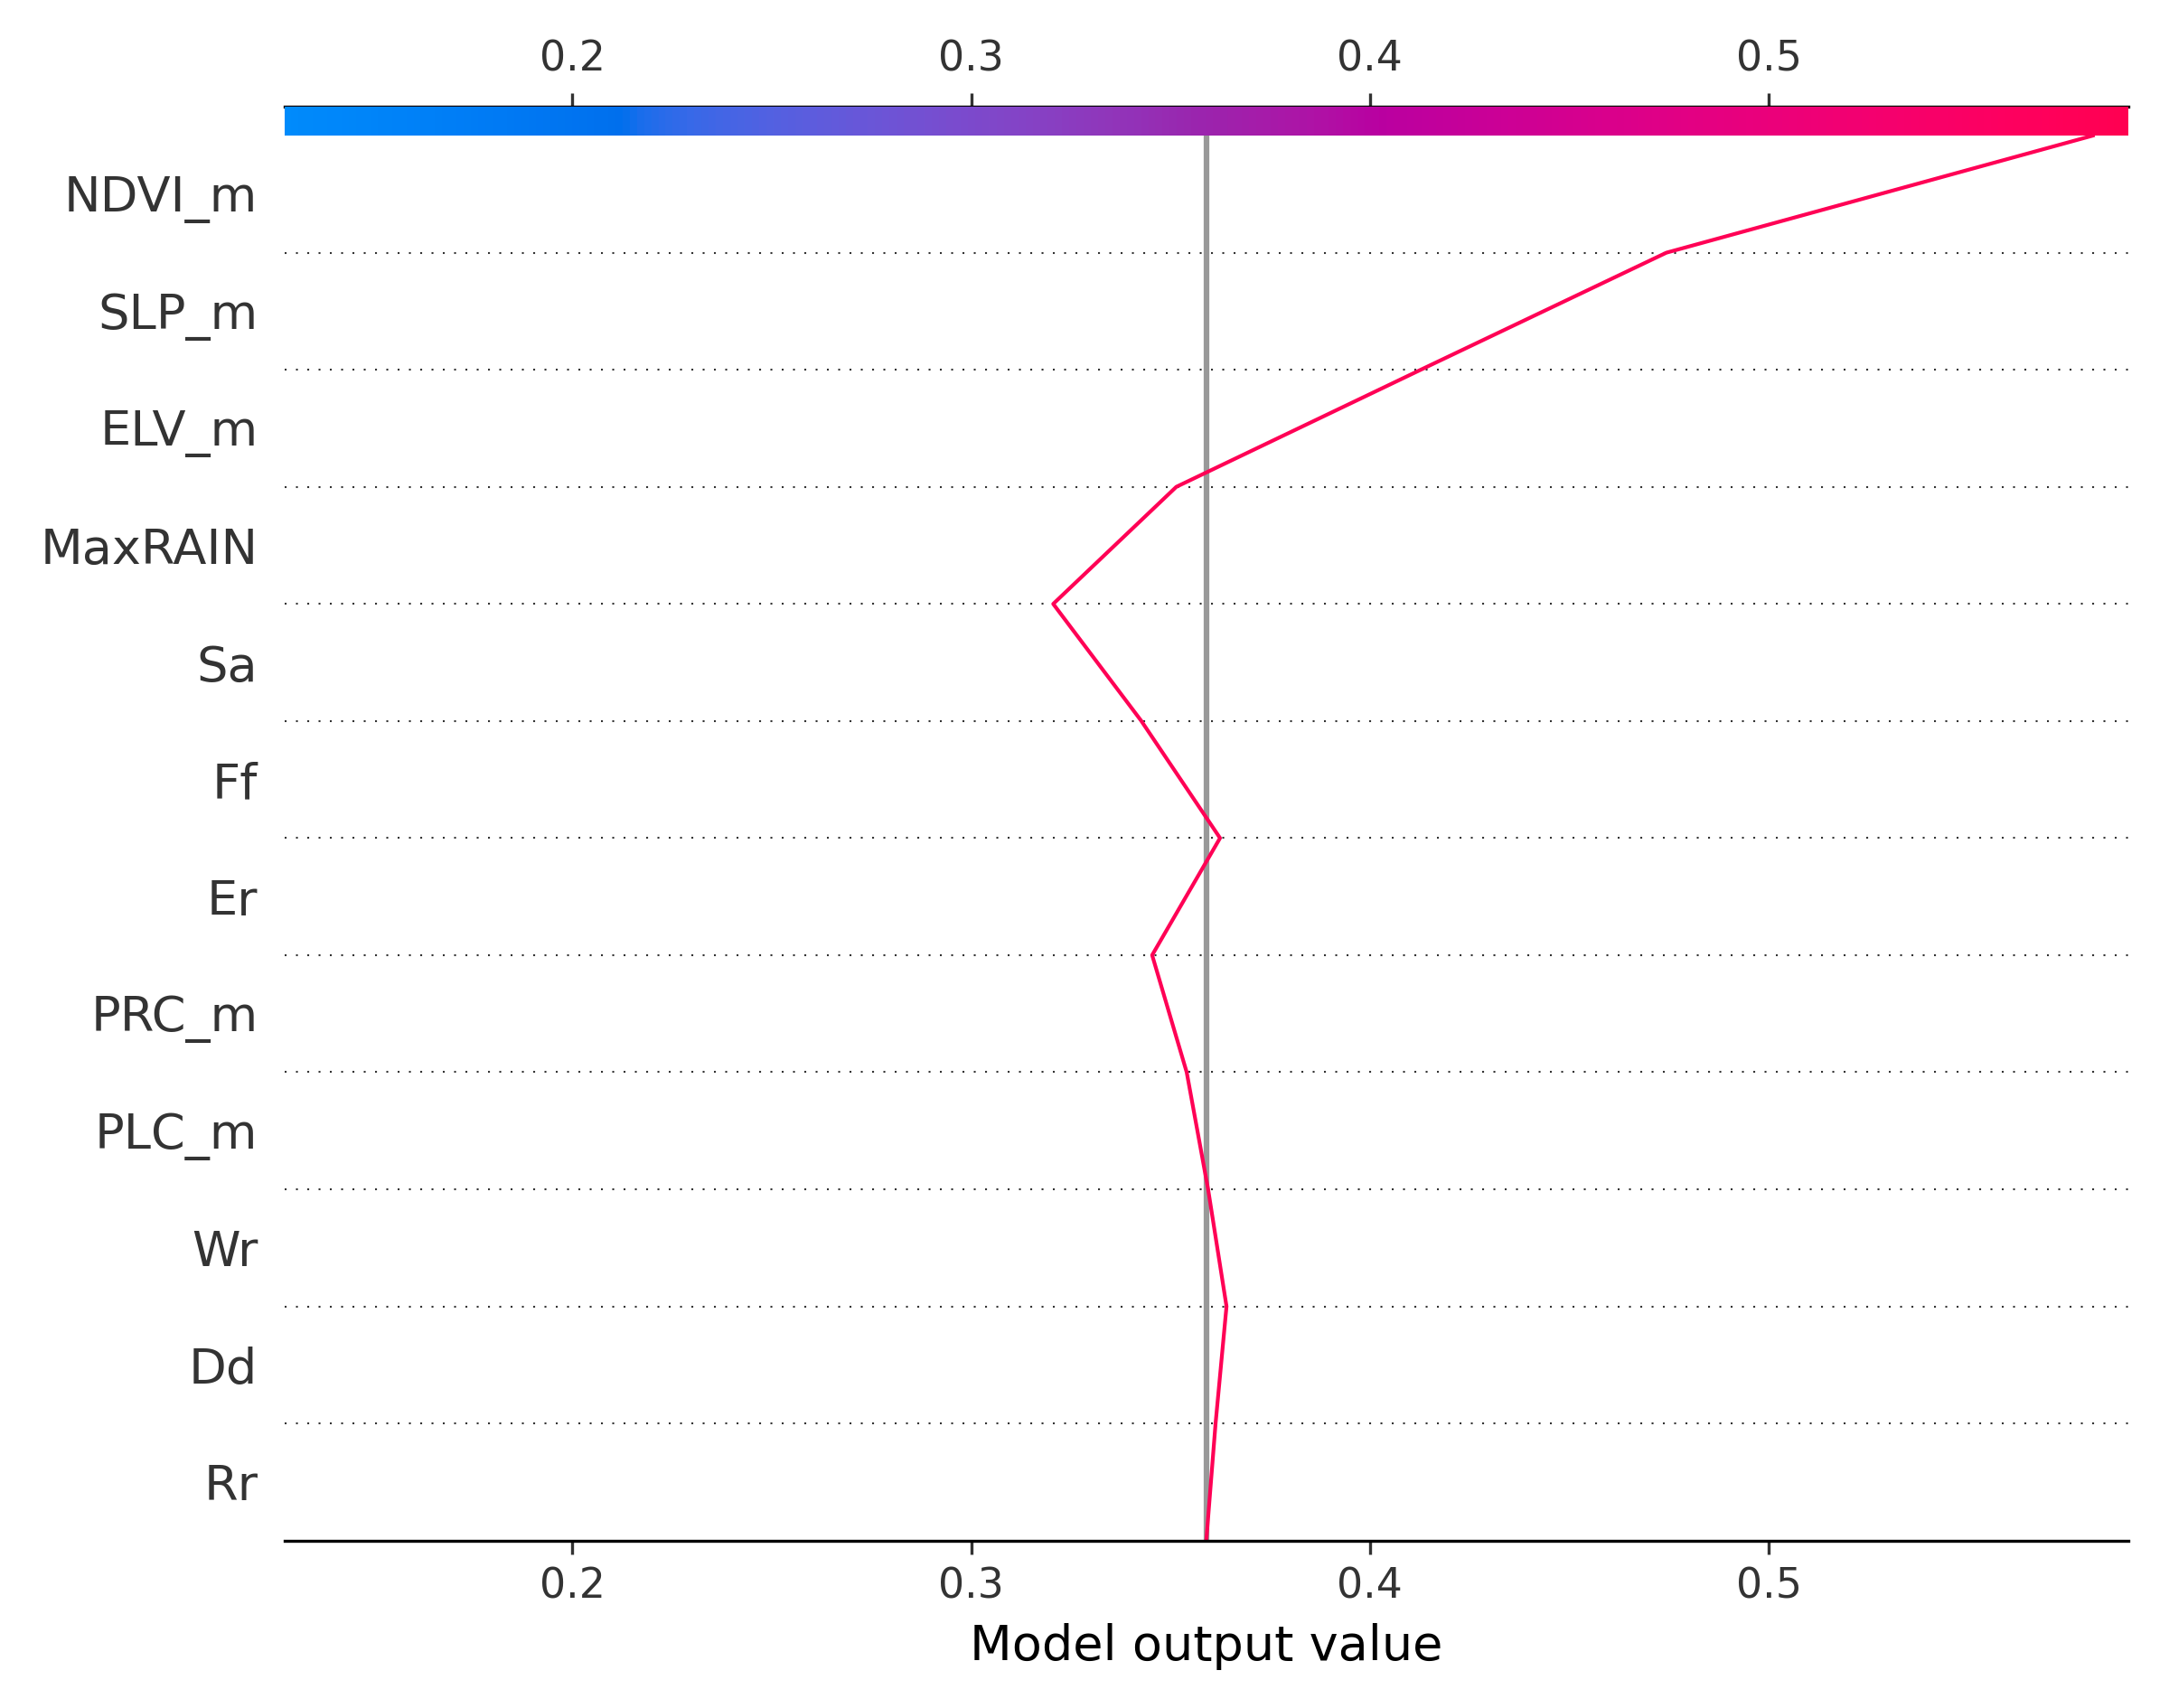 0.2 0.3 0.4 0.5
NDVI_m
SLP_m
ELV_m
MaxRAIN
Sa
Ff
Er
PRC_m
PLC_m
Wr
Dd
Rr
0.2 0.3 0.4 0.5
Model output value